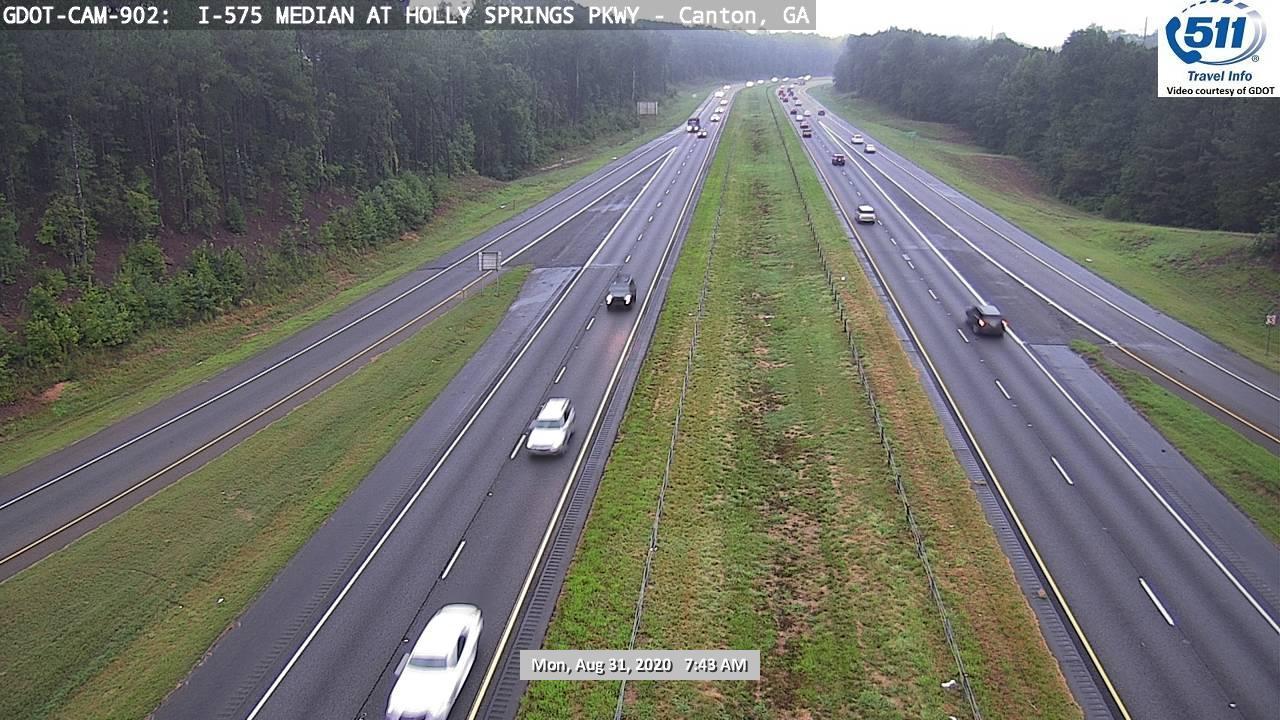 GDOT-CAM-902: I-575 MEDIAN AT HOLLY SPRINGS PKWY - Canton, GA
511
®
Travel Info
Video courtesy of GDOT
Mon, Aug 31, 2020 7:43 AM